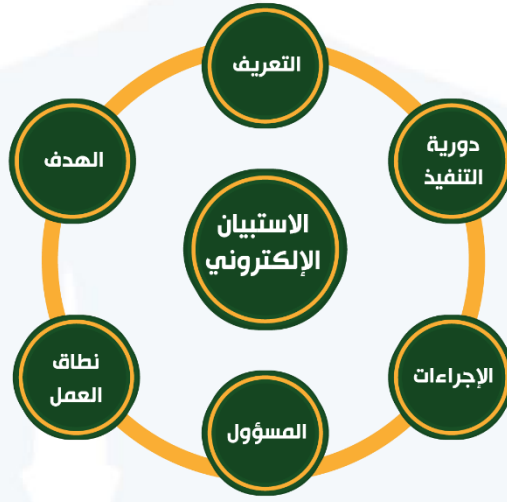 التعريف
دورية
التنفيذ
الهدف
الاستبيان
الإلكتروني
الإجراءات
نطاق
العمل
المسؤول